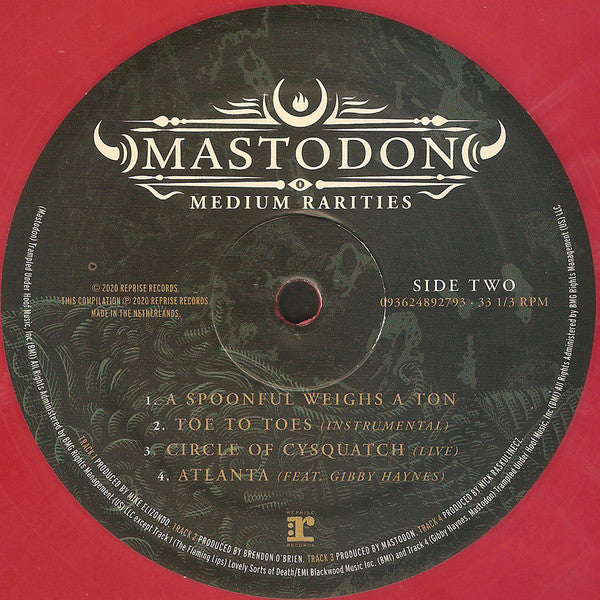 MASTODON
MEDIUM RARITIES
© 2020 REPRISE RECORDS.
THIS COMPILATION ℗ 2020 REPRISE RECORDS.
MADE IN THE NETHERLANDS.
SIDE TWO
093624892793 · 33 1/3 RPM
1. A SPOONFUL WEIGHS A TON
2. TOE TO TOES (INSTRUMENTAL)
3. CIRCLE OF CYSQUATCH (LIVE)
4. ATLANTA (FEAT. GIBBY HAYNES)
REPRISE
r
RECORDS
TRACK 1 PRODUCED BY MIKE ELIZONDO. TRACK 2 PRODUCED BY BRENDON O'BRIEN. TRACK 3 PRODUCED BY MASTODON. TRACK 4 PRODUCED BY NICK RASKULINECZ.
(Mastodon) Trampled Under Hoof Music, Inc (BMI) All Rights Administered by BMG Rights Management (US) LLC except Track 1 (The Flaming Lips) Lovely Sorts of Death/EMI Blackwood Music Inc. (BMI) and Track 4 (Gibby Haynes, Mastodon) Trampled Under Hoof Music, Inc (BMI) All Rights Administered by BMG Rights Management (US) LLC